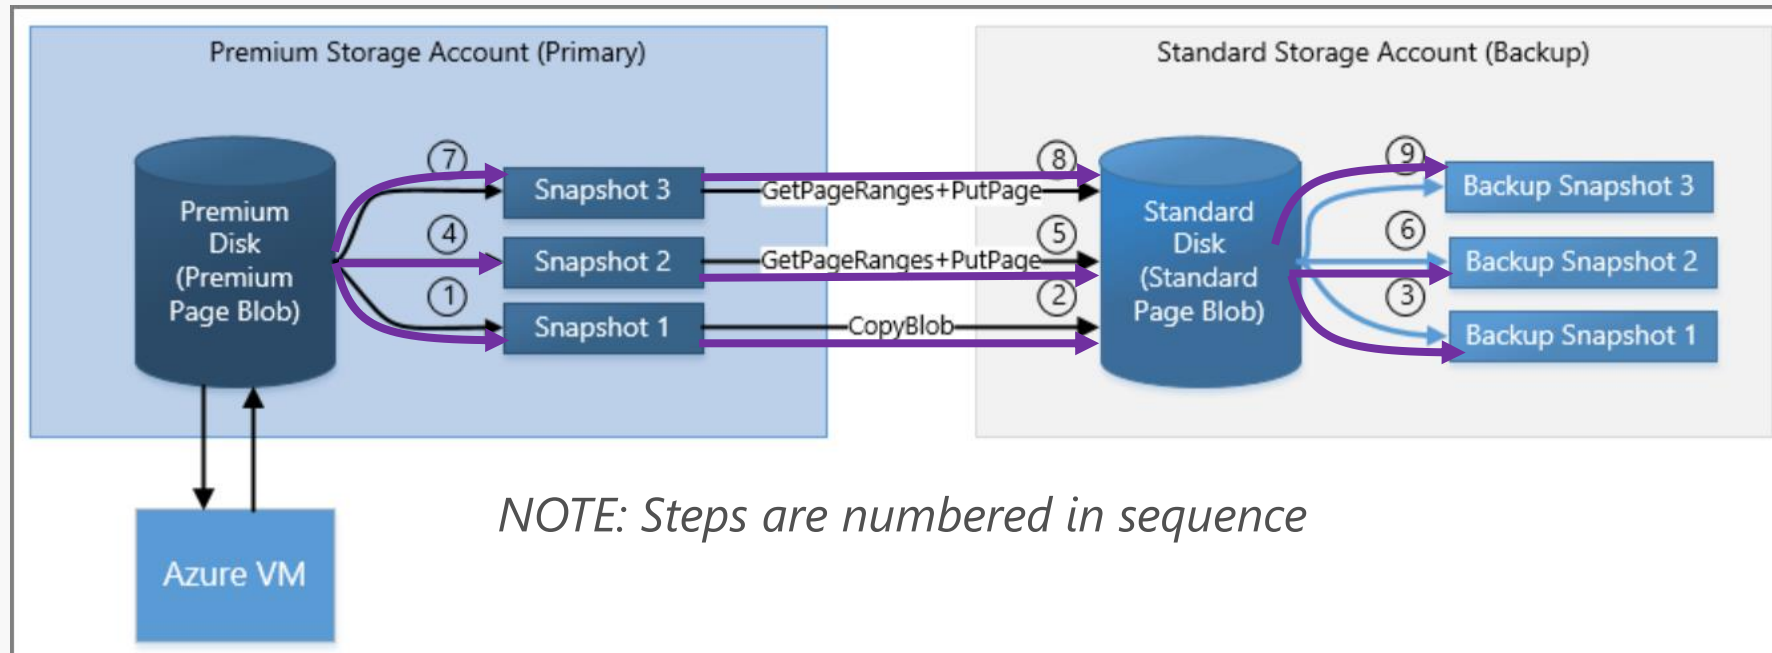 Premium Storage Account (Primary)
Standard Storage Account (Backup)
Premium
Disk
(Premium
Page Blob)
7
Snapshot 3
4
Snapshot 2
1
Snapshot 1
8
GetPageRanges+PutPage
5
GetPageRanges+PutPage
2
CopyBlob
Standard
Disk
(Standard
Page Blob)
9
Backup Snapshot 3
6
Backup Snapshot 2
3
Backup Snapshot 1
NOTE: Steps are numbered in sequence
Azure VM